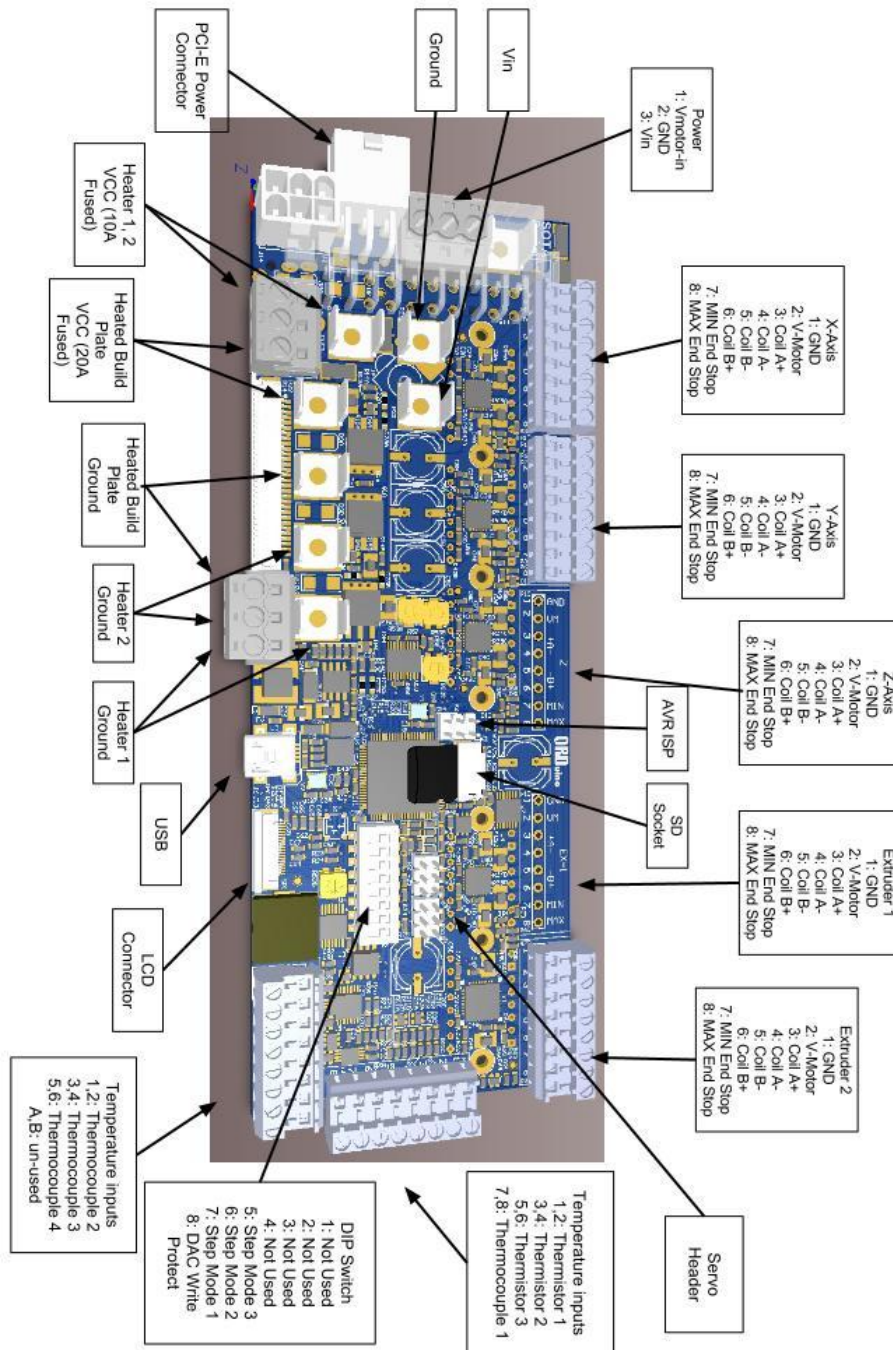 Power
1: Vmotor-in
2: GND
3: Vin
Vin
Ground
PCI-E Power
Connector
Heater 1, 2
VCC (10A
Fused)
Heated Build
Plate
VCC (20A
Fused)
Heated Build
Plate
Ground
Heater 2
Ground
Heater 1
Ground
USB
LCD
Connector
Temperature inputs
1,2: Thermocouple 2
3,4: Thermocouple 3
5,6: Thermocouple 4
A,B: un-used
X-Axis
1: GND
2: V-Motor
3: Coil A+
4: Coil A-
5: Coil B-
6: Coil B+
7: MIN End Stop
8: MAX End Stop
Y-Axis
1: GND
2: V-Motor
3: Coil A+
4: Coil A-
5: Coil B-
6: Coil B+
7: MIN End Stop
8: MAX End Stop
Z-Axis
1: GND
2: V-Motor
3: Coil A+
4: Coil A-
5: Coil B-
6: Coil B+
7: MIN End Stop
8: MAX End Stop
AVR ISP
SD
Socket
Extruder 1
1: GND
2: V-Motor
3: Coil A+
4: Coil A-
5: Coil B-
6: Coil B+
7: MIN End Stop
8: MAX End Stop
Extruder 2
1: GND
2: V-Motor
3: Coil A+
4: Coil A-
5: Coil B-
6: Coil B+
7: MIN End Stop
8: MAX End Stop
Servo
Header
Temperature inputs
1,2: Thermistor 1
3,4: Thermistor 2
5,6: Thermistor 3
7,8: Thermocouple 1
DIP Switch
1: Not Used
2: Not Used
3: Not Used
4: Not Used
5: Step Mode 3
6: Step Mode 2
7: Step Mode 1
8: DAC Write
Protect
Z
GND
VM
MIN
MAX
EX-1
VM
MIN
MAX